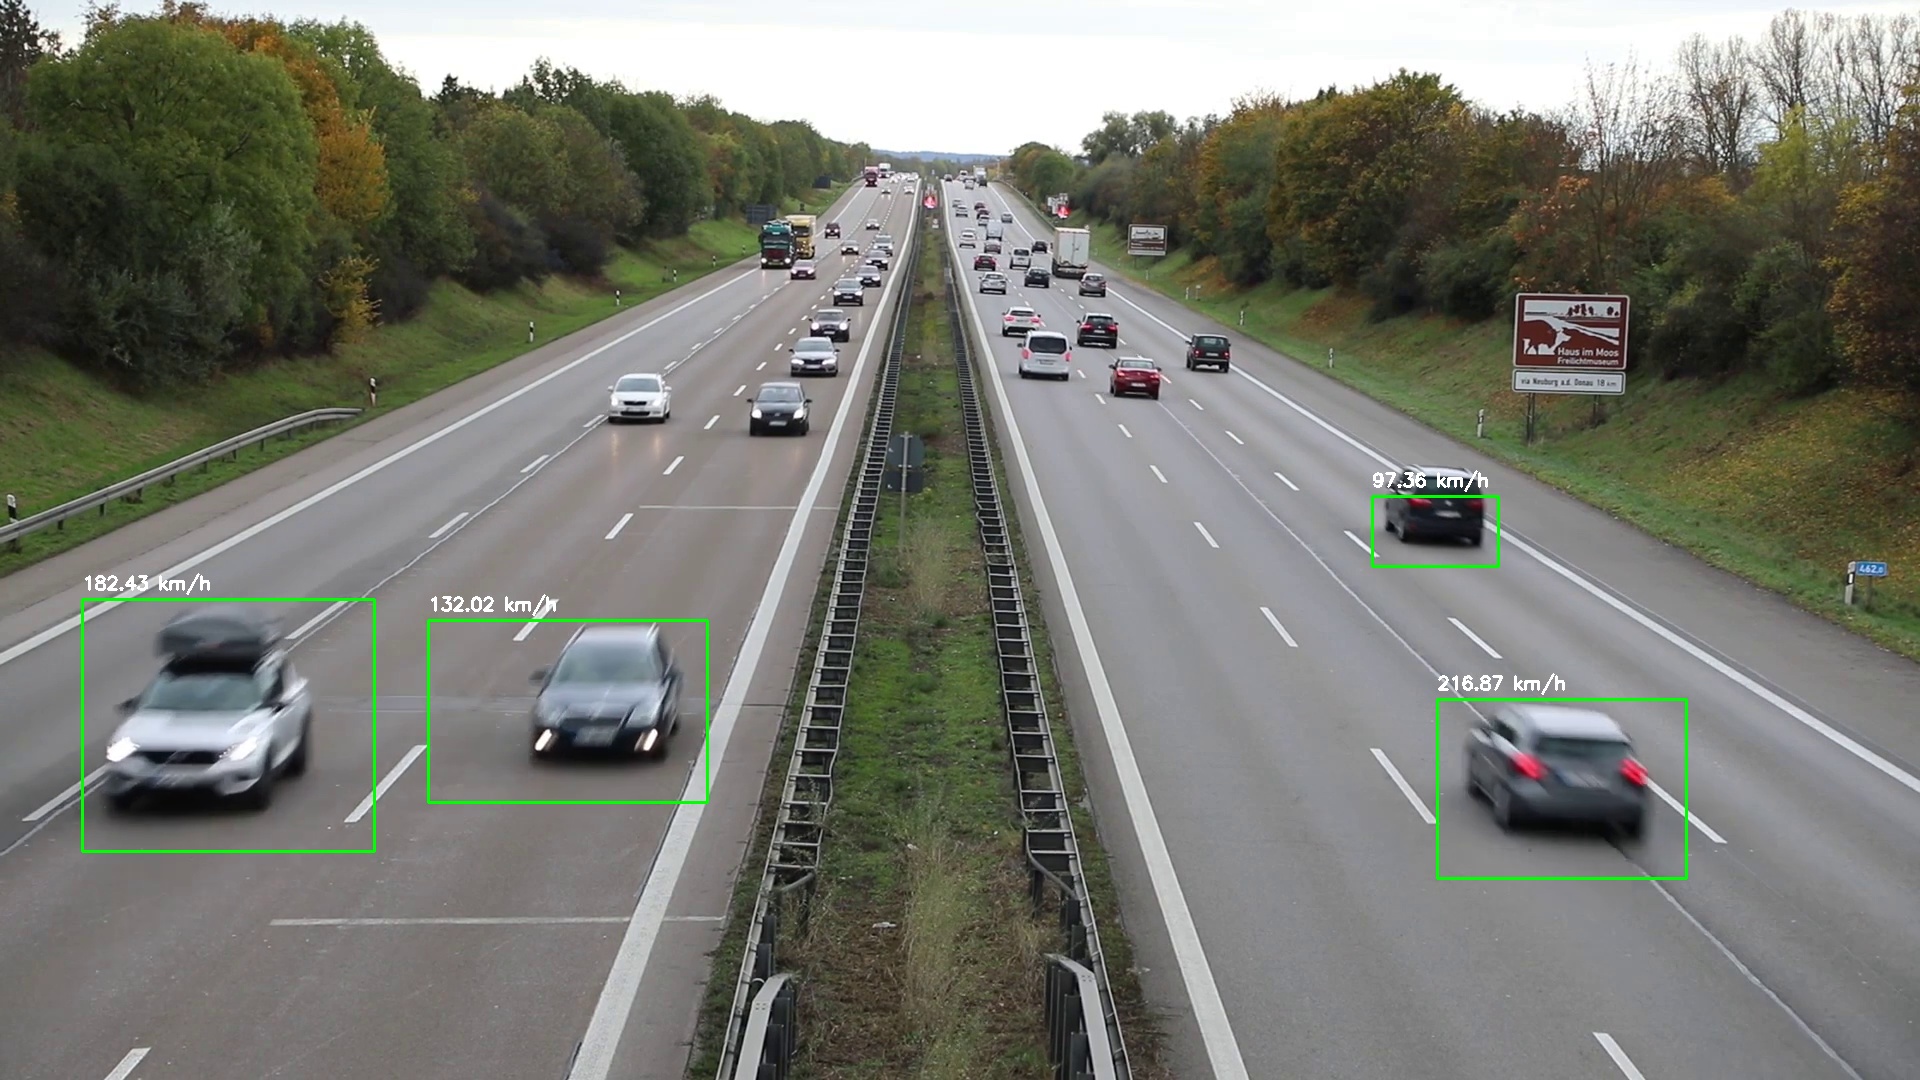 Haus im Moos
Freilichtmuseum
via Neuburg a.d. Donau 18 km
97.36 km/h
462,0
182.43 km/h
132.02 km/h
216.87 km/h